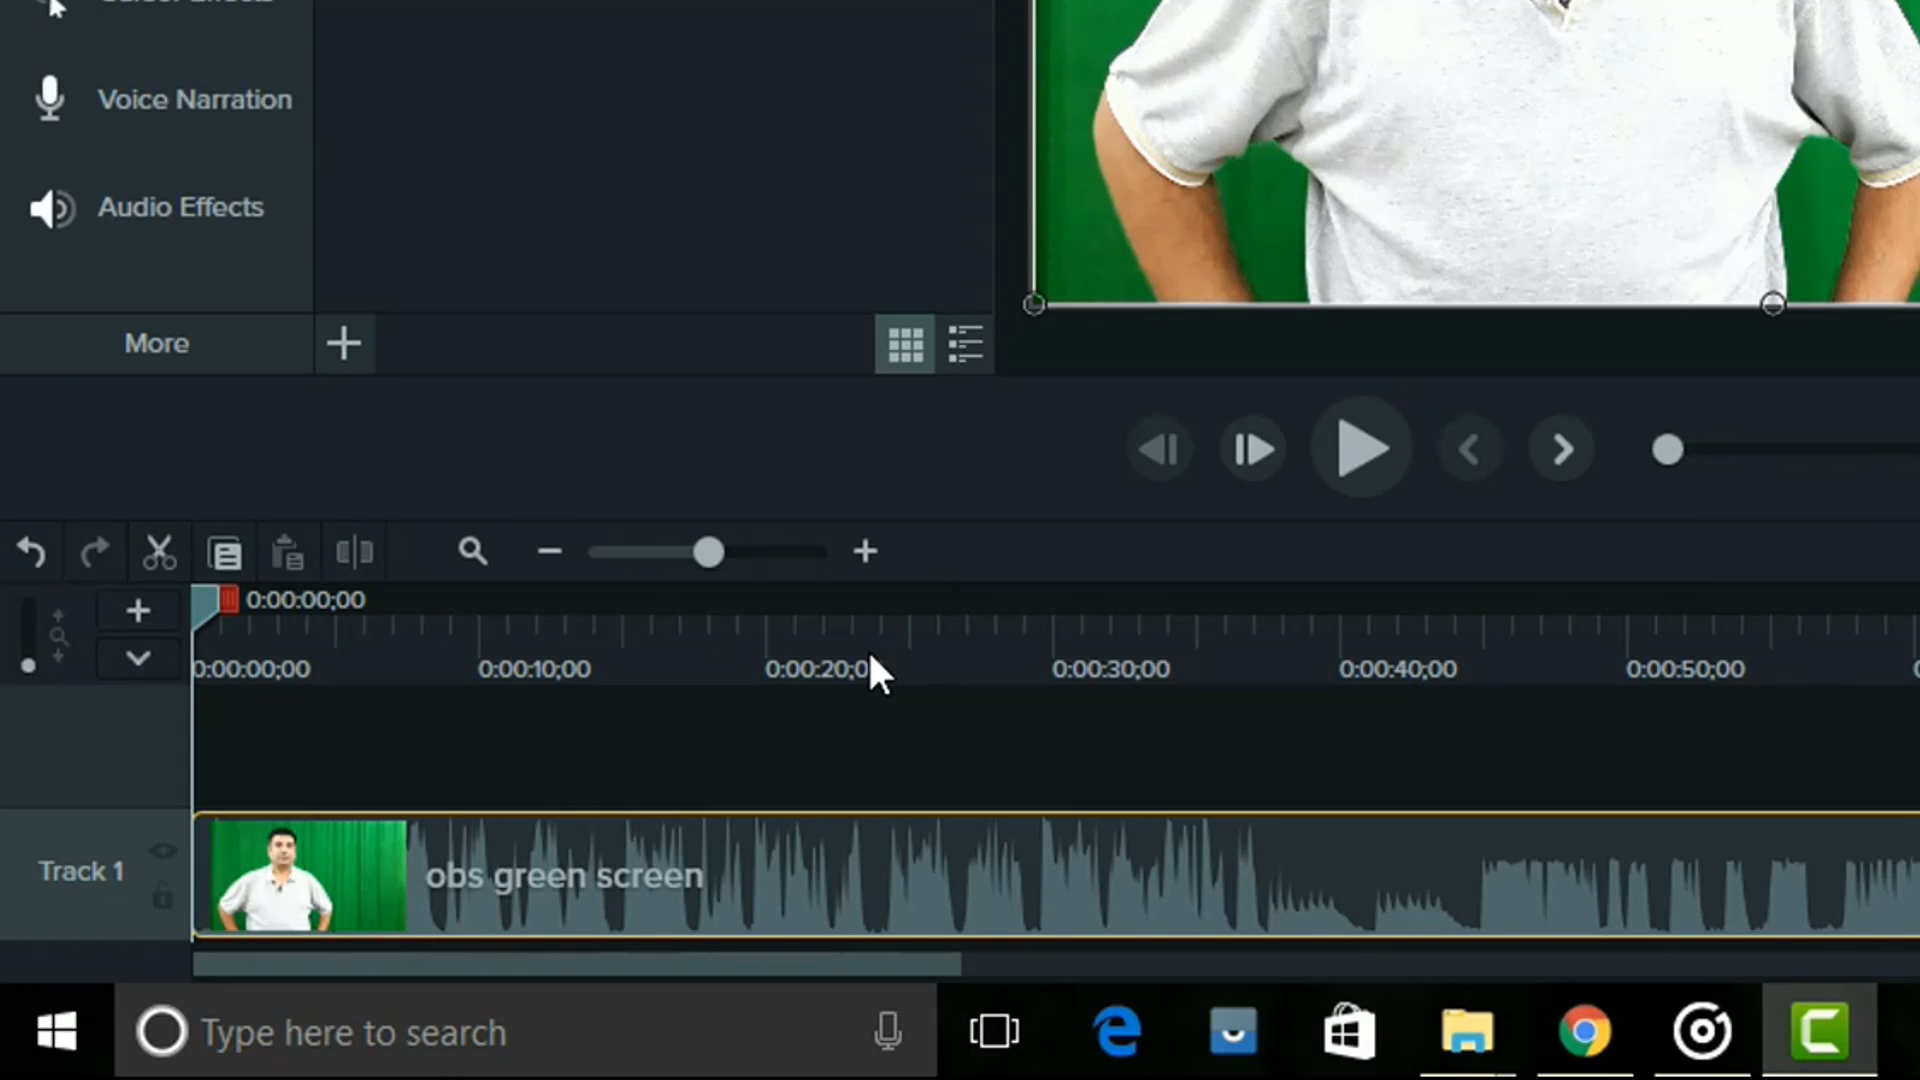 Cursor Effects
Voice Narration
Audio Effects
More
0:00:00;00
0:00:00;00 0:00:10;00 0:00:20;0 0:00:30;00 0:00:40;00 0:00:50;00
Track 1
obs green screen
Type here to search